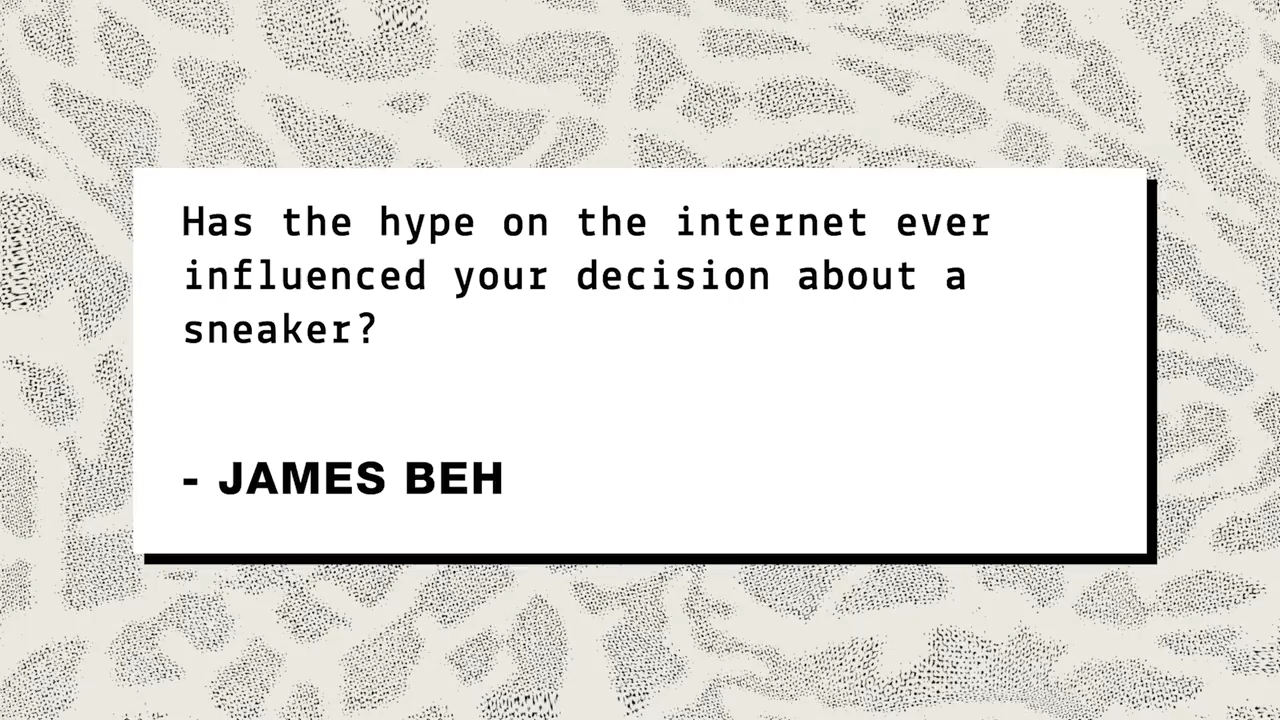 Has the hype on the internet ever
influenced your decision about a
sneaker?
- JAMES BEH